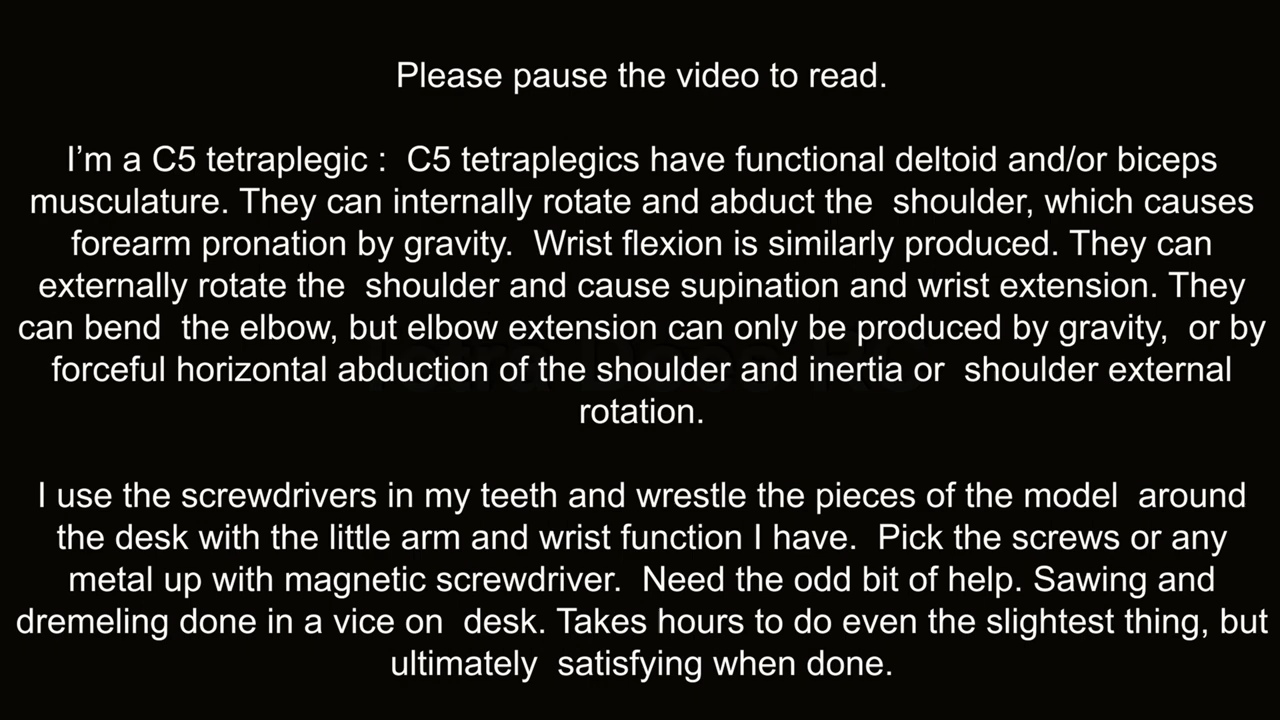 Please pause the video to read.
I’m a C5 tetraplegic :  C5 tetraplegics have functional deltoid and/or biceps
musculature. They can internally rotate and abduct the  shoulder, which causes
forearm pronation by gravity.  Wrist flexion is similarly produced. They can
externally rotate the  shoulder and cause supination and wrist extension. They
can bend  the elbow, but elbow extension can only be produced by gravity,  or by
forceful horizontal abduction of the shoulder and inertia or  shoulder external
rotation.
I use the screwdrivers in my teeth and wrestle the pieces of the model  around
the desk with the little arm and wrist function I have.  Pick the screws or any
metal up with magnetic screwdriver.  Need the odd bit of help. Sawing and
dremeling done in a vice on  desk. Takes hours to do even the slightest thing, but
ultimately  satisfying when done.